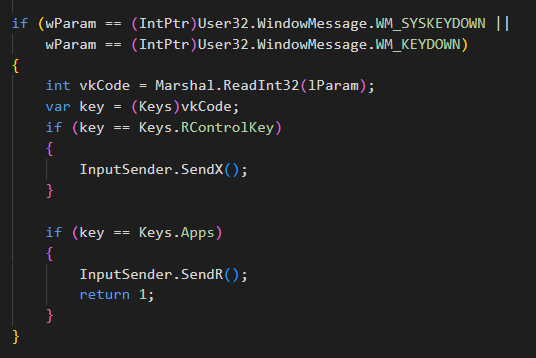 if (wParam == (IntPtr)User32.WindowMessage.WM_SYSKEYDOWN ||
    wParam == (IntPtr)User32.WindowMessage.WM_KEYDOWN)
{
    int vkCode = Marshal.ReadInt32(lParam);
    var key = (Keys)vkCode;
    if (key == Keys.RControlKey)
    {
        InputSender.SendX();
    }

    if (key == Keys.Apps)
    {
        InputSender.SendR();
        return 1;
    }
}